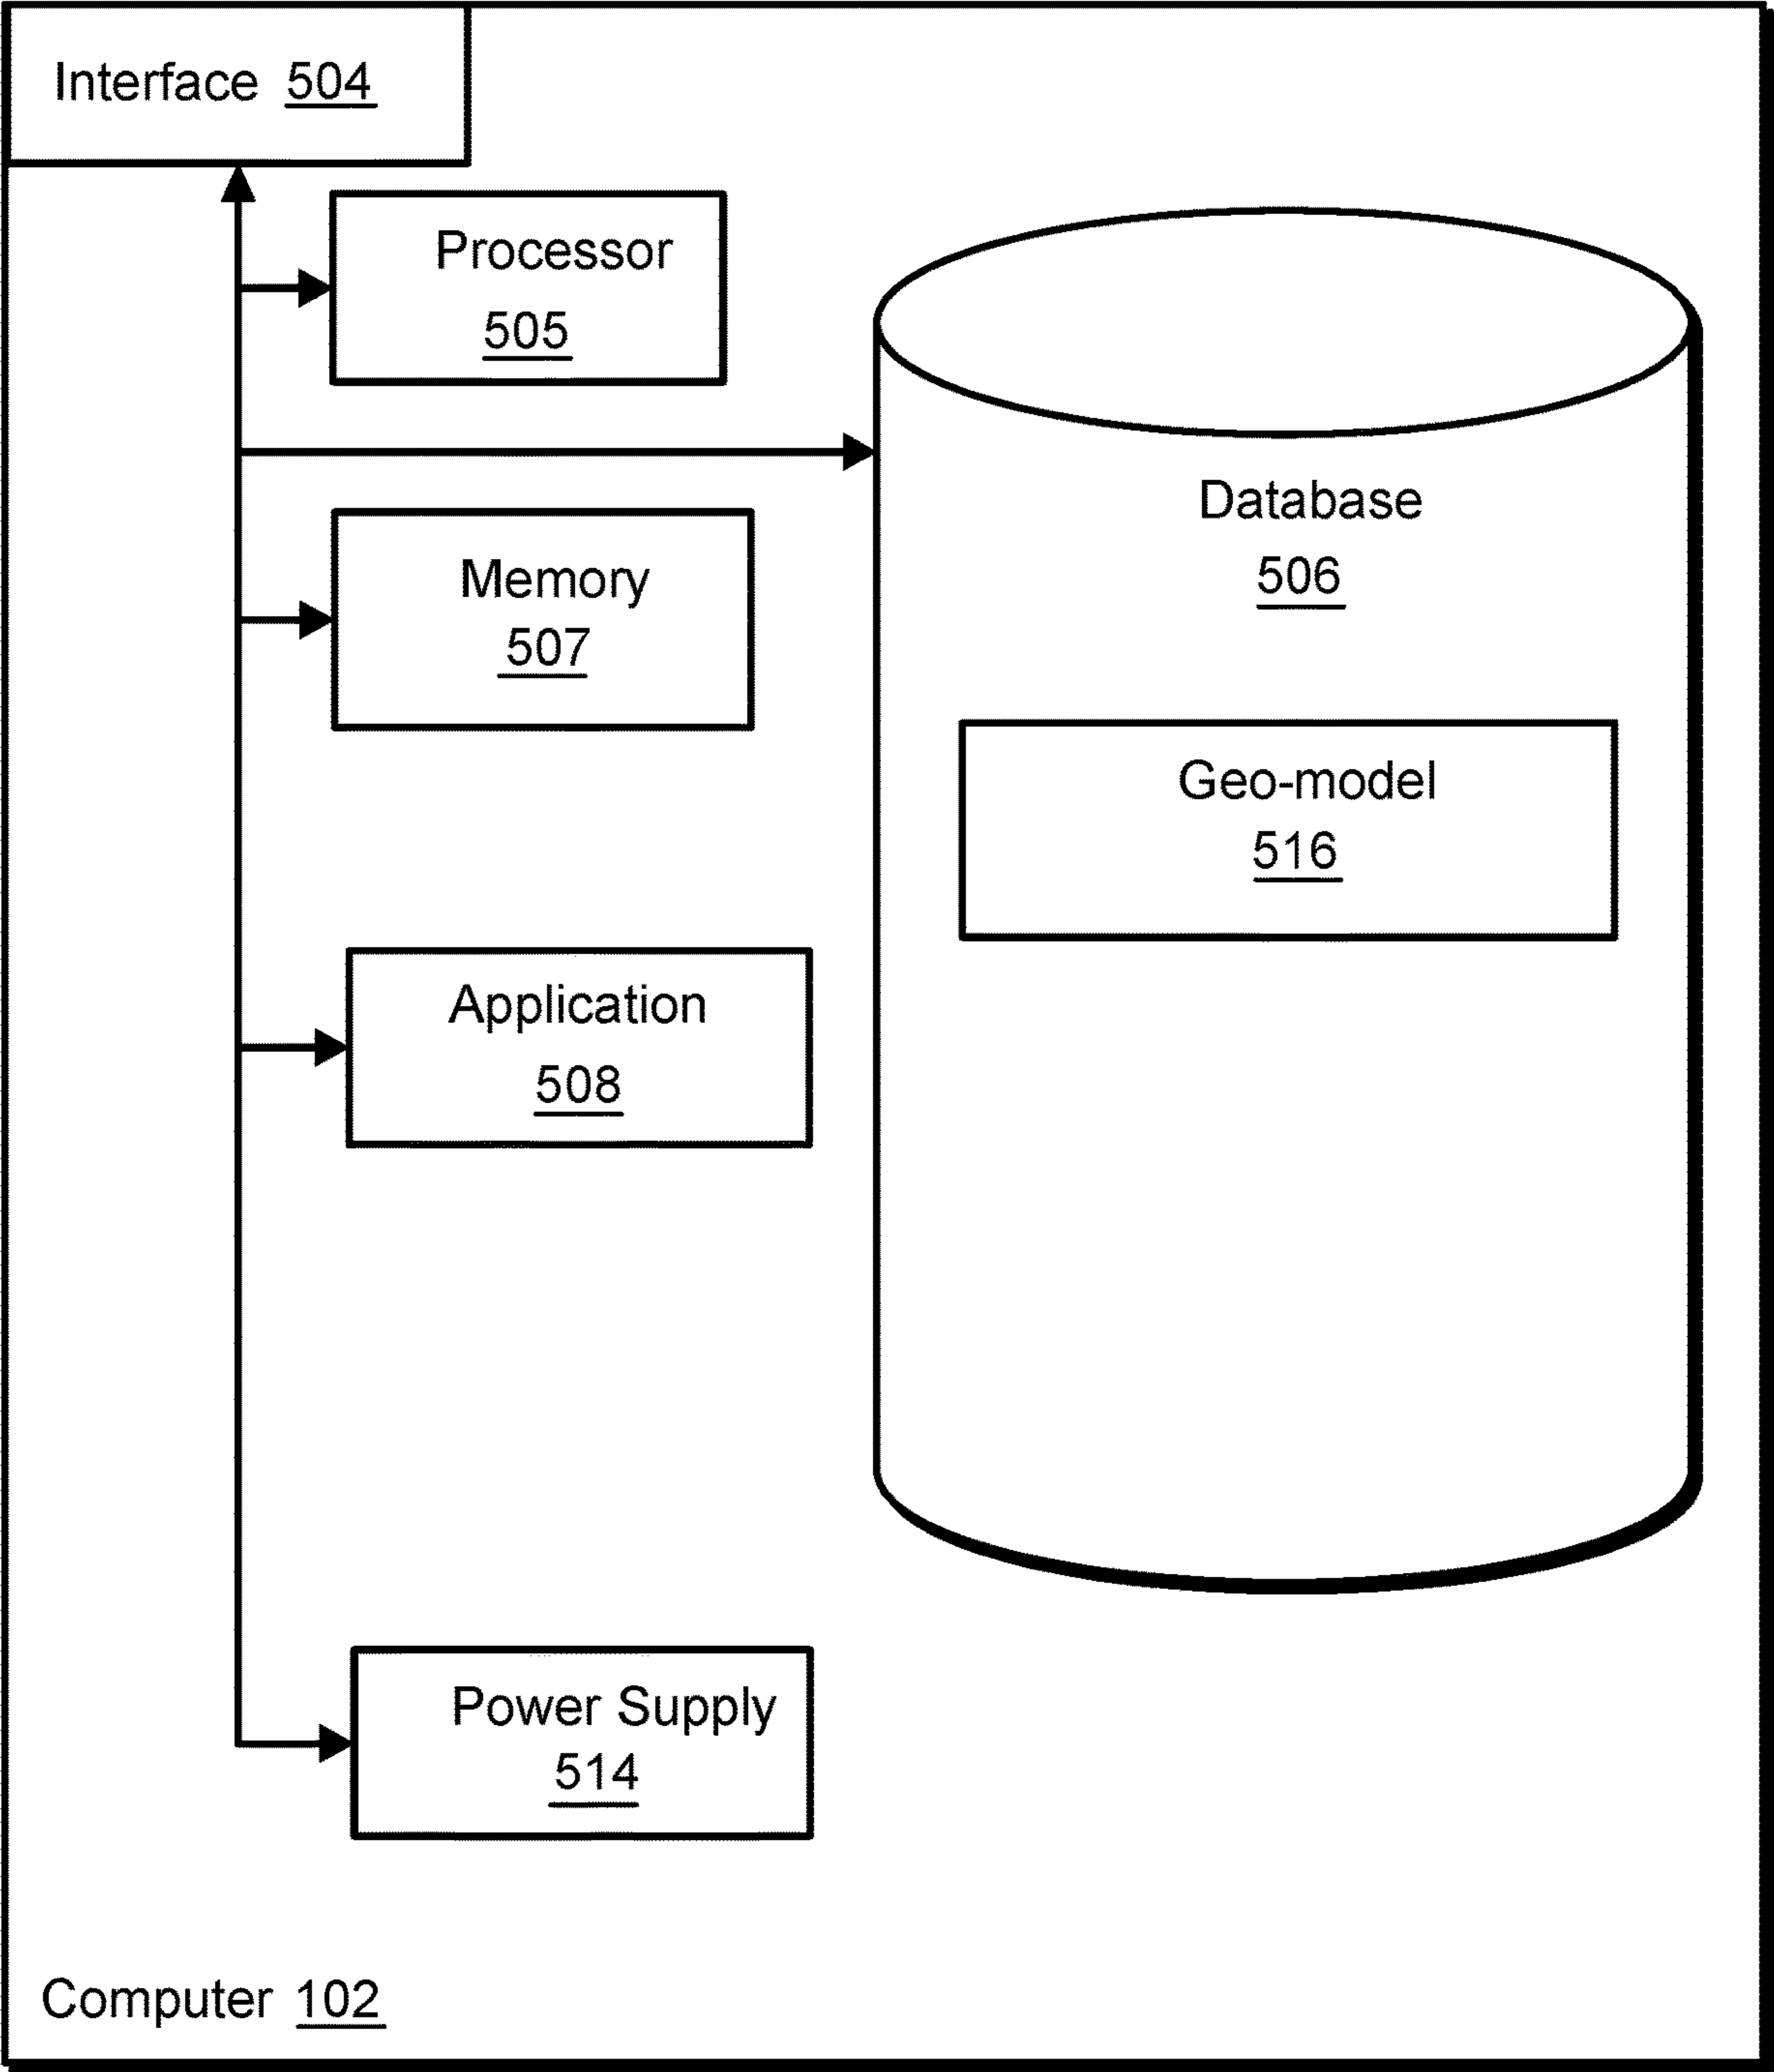 Interface 504
Processor
505
Database
506
Memory
507
Geo-model
516
Application
508
Power Supply
514
Computer 102